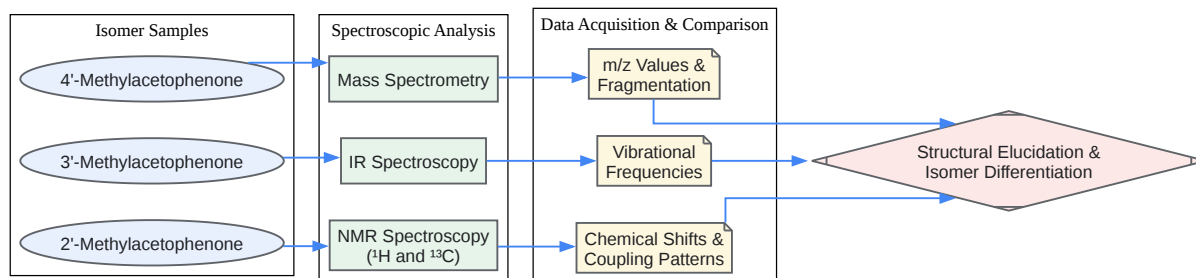 Isomer Samples
Spectroscopic Analysis
Data Acquisition & Comparison
4'-Methylacetophenone
Mass Spectrometry
m/z Values &
Fragmentation
3'-Methylacetophenone
IR Spectroscopy
Vibrational
Frequencies
Structural Elucidation &
Isomer Differentiation
2'-Methylacetophenone
NMR Spectroscopy
(¹H and ¹³C)
Chemical Shifts &
Coupling Patterns